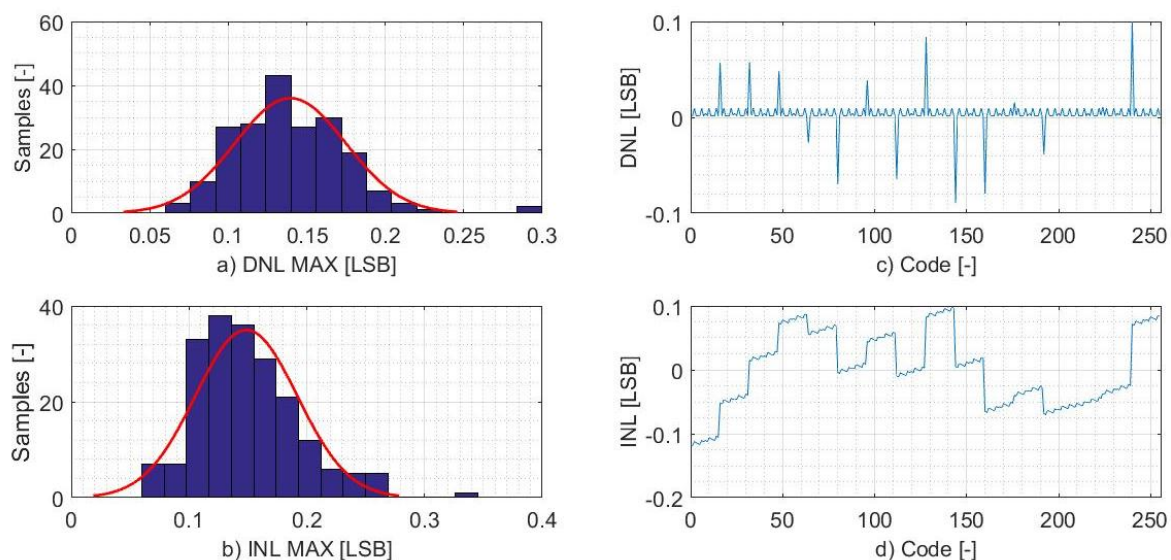 60
40
20
0
Samples [-]
0 0.05 0.1 0.15 0.2 0.25 0.3
a) DNL MAX [LSB]
0.1
0
-0.1
DNL [LSB]
0 50 100 150 200 250
c) Code [-]
40
20
0
Samples [-]
0 0.1 0.2 0.3 0.4
b) INL MAX [LSB]
0.1
0
-0.1
-0.2
INL [LSB]
0 50 100 150 200 250
d) Code [-]